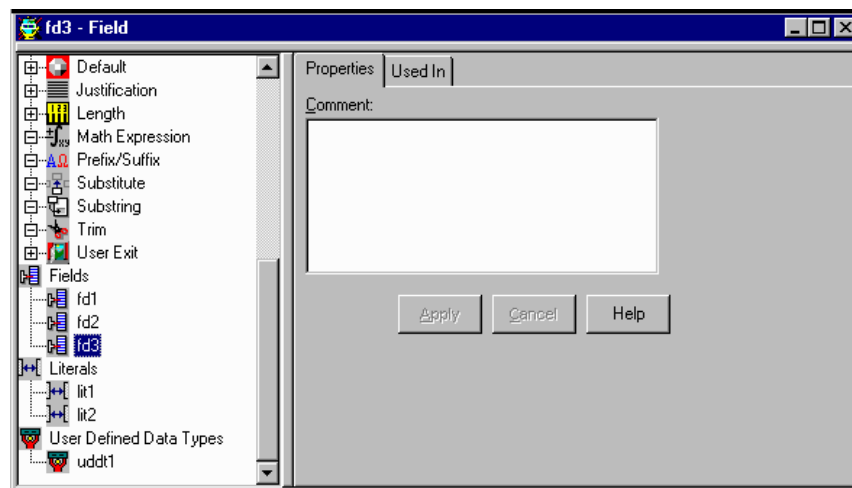 fd3 - Field
Default
Justification
Length
Math Expression
Prefix/Suffix
Substitute
Substring
Trim
User Exit
Fields
fd1
fd2
fd3
Literals
lit1
lit2
User Defined Data Types
uddt1
Properties
Used In
Comment:
Apply
Cancel
Help